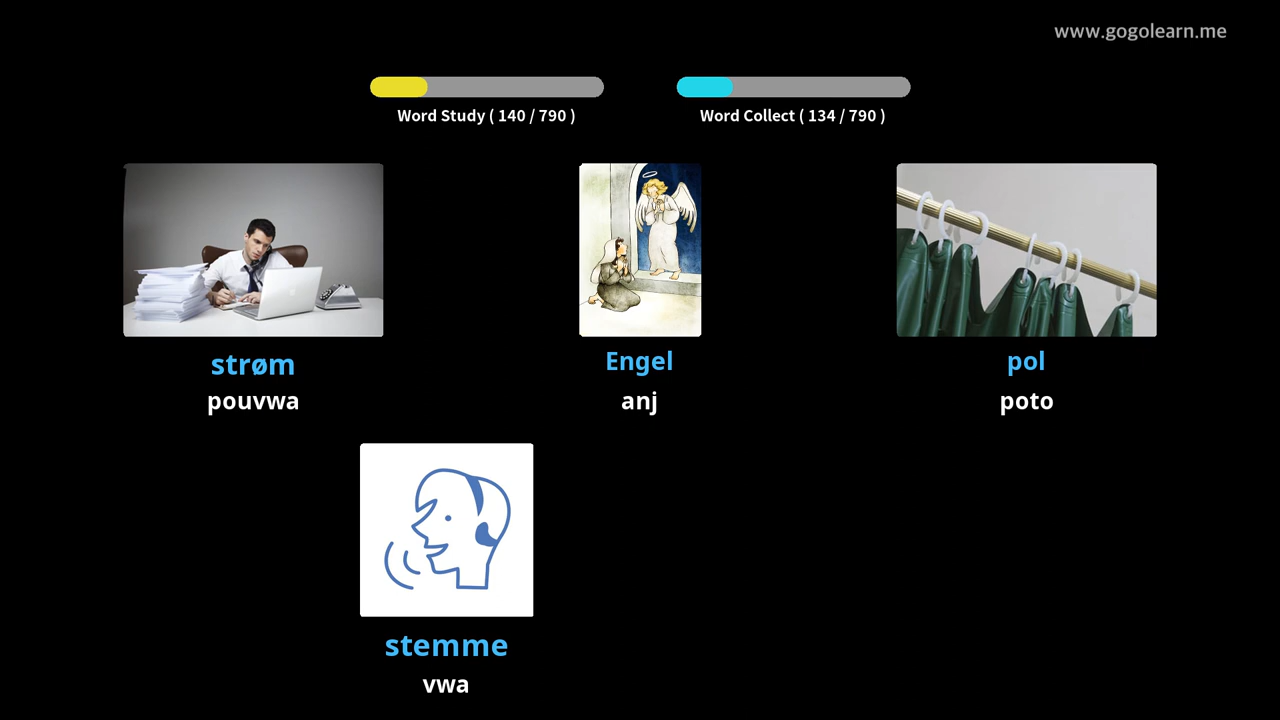 www.gogolearn.me
Word Study ( 140 / 790 )
Word Collect ( 134 / 790 )
strøm
pouvwa
Engel
anj
pol
poto
stemme
vwa